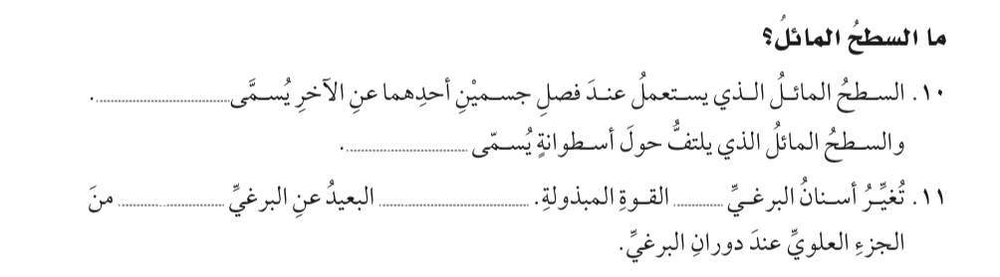 ما السطحُ المائلُ؟
١٠. السطحُ المائلُ الذي يستعملُ عندَ فصلِ جسميْنِ أحدِهما عنِ الآخرِ يُسمَّى ........................... .
والسطحُ المائلُ الذي يلتفُّ حولَ أسطوانةٍ يُسمّى ........................... .
١١. تُغيِّرُ أسنانُ البرغيِّ ............ القوةِ المبذولةِ. .............................. البعيدُ عنِ البرغيِّ ........................ منَ
الجزءِ العلويِّ عندَ دورانِ البرغيِّ.